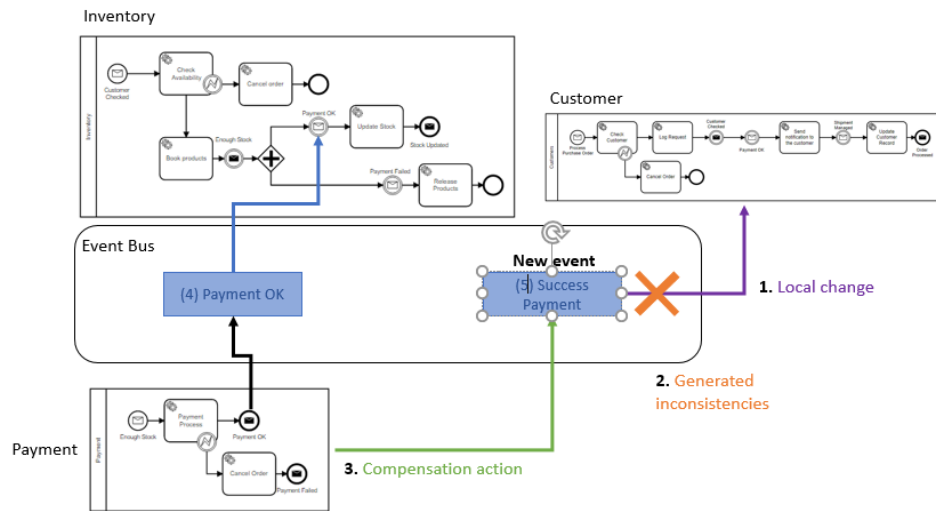 Inventory
Inventory
Customer
Checked
Check
Availability
Cancel order
Book products
Enough Stock
Payment OK
Update Stock
Stock Updated
Payment Failed
Release
Products
Customer
Customers
Process
Purchase Order
Check
Customer
Log Request
Customer
Checked
Payment OK
Send
notification to
the customer
Shipment
Managed
Update
Customer
Record
Order
Processed
Cancel Order
Event Bus
(4) Payment OK
New event
(5) Success
Payment
1. Local change
2. Generated
inconsistencies
Payment
Payment
Enough Stock
Payment
Process
Payment OK
Cancel Order
Payment Failed
3. Compensation action